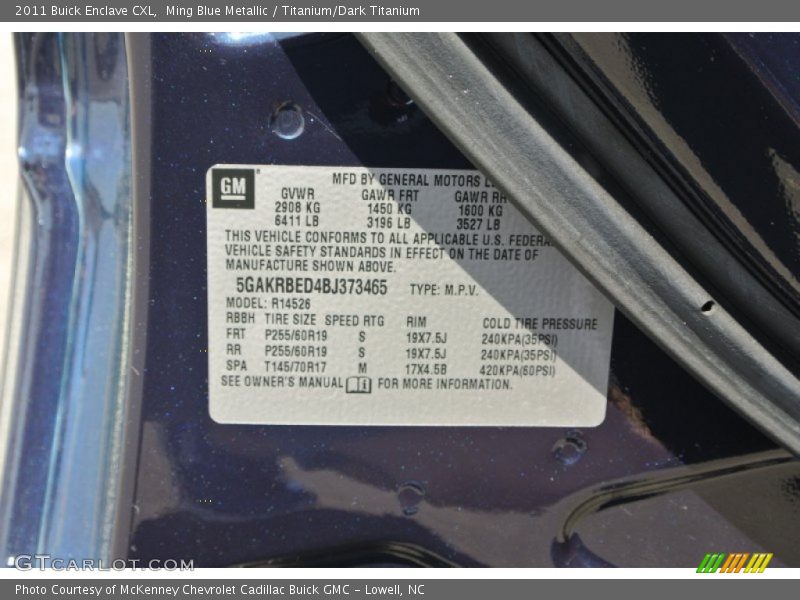 2011 Buick Enclave CXL,  Ming Blue Metallic / Titanium/Dark Titanium
GM
MFD BY GENERAL MOTORS
GVWR GAWR FRT GAWR RR
2908 KG 1450 KG 1600 KG
6411 LB 3196 LB 3527 LB
THIS VEHICLE CONFORMS TO ALL APPLICABLE U.S.
VEHICLE SAFETY STANDARDS IN EFFECT ON THE DATE OF
MANUFACTURE SHOWN ABOVE.
5GAKRBED4BJ373465 TYPE: M.P.V.
MODEL: R14526
RBBH TIRE SIZE SPEED RTG RIM COLD TIRE PRESSURE
FRT P255/60R19 S 19X7.5J 240KPA(35PSI)
RR P255/60R19 S 19X7.5J 240KPA(35PSI)
SPA T145/70R17 M 17X4.5B 420KPA(60PSI)
SEE OWNER'S MANUAL FOR MORE INFORMATION.
GTCARLOT.COM
Photo Courtesy of McKenney Chevrolet Cadillac Buick GMC - Lowell, NC